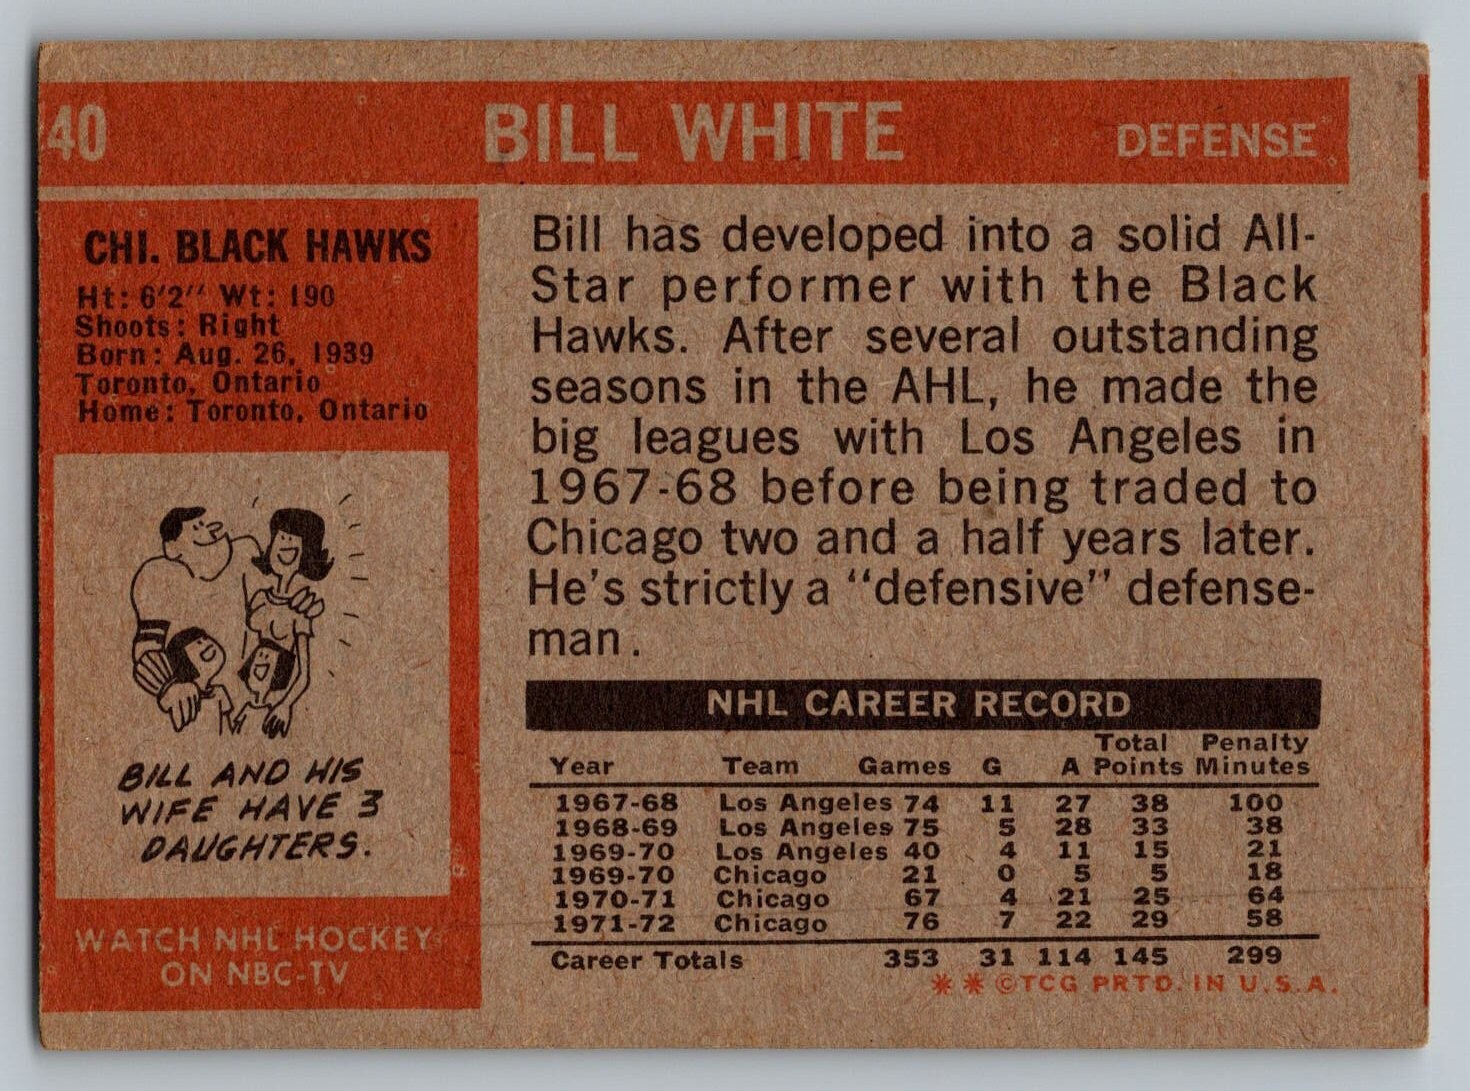 40
BILL WHITE
DEFENSE
CHI. BLACK HAWKS
Ht: 6'2" Wt: 190
Shoots: Right
Born: Aug. 26, 1939
Toronto, Ontario
Home: Toronto, Ontario
BILL AND HIS
WIFE HAVE 3
DAUGHTERS.
WATCH NHL HOCKEY
ON NBC-TV
Bill has developed into a solid All-
Star performer with the Black
Hawks. After several outstanding
seasons in the AHL, he made the
big leagues with Los Angeles in
1967-68 before being traded to
Chicago two and a half years later.
He's strictly a "defensive" defense-
man.
NHL CAREER RECORD
Year Team Games G A Total Points Penalty Minutes
1967-68 Los Angeles 74 11 27 38 100
1968-69 Los Angeles 75 5 28 33 38
1969-70 Los Angeles 40 4 11 15 21
1969-70 Chicago 21 0 5 5 18
1970-71 Chicago 67 4 21 25 64
1971-72 Chicago 76 7 22 29 58
Career Totals 353 31 114 145 299
** ©TCG PRTD. IN U.S.A.